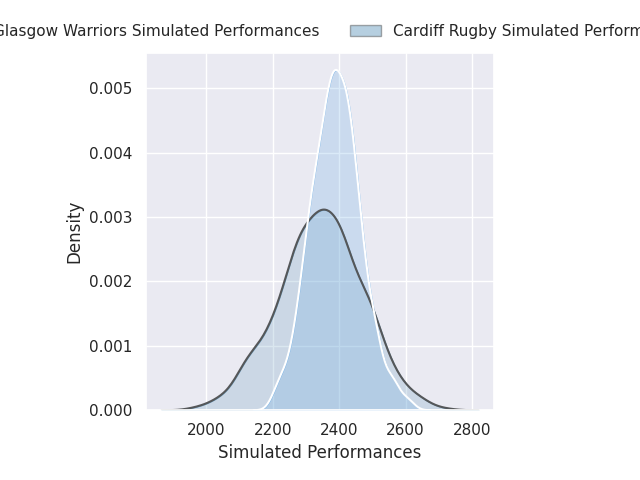 Glasgow Warriors Simulated Performances Cardiff Rugby Simulated Perform
0.005
0.004
0.003
0.002
0.001
0.000
Density
2000 2200 2400 2600 2800
Simulated Performances